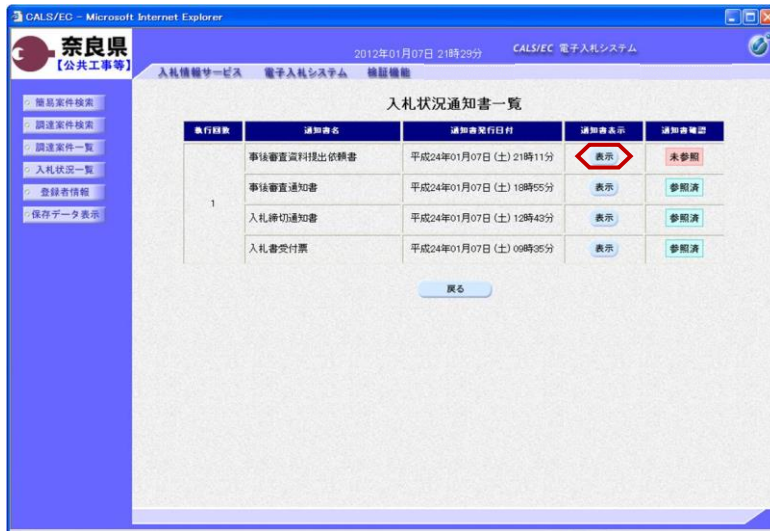 CALS/EC - Microsoft Internet Explorer
奈良県
【公共工事等】
2012年01月07日 21時29分
CALS/EC 電子入札システム
入札情報サービス 電子入札システム 検証機能
簡易案件検索
調達案件検索
調達案件一覧
入札状況一覧
登録者情報
保存データ表示
入札状況通知書一覧
執行回数 通知書名 通知書発行日付 通知書表示 通知書確認
1
事後審査資料提出依頼書 平成24年01月07日 (土) 21時11分 表示 未参照
事後審査通知書 平成24年01月07日 (土) 18時55分 表示 参照済
入札締切通知書 平成24年01月07日 (土) 12時43分 表示 参照済
入札書受付票 平成24年01月07日 (土) 09時35分 表示 参照済
戻る